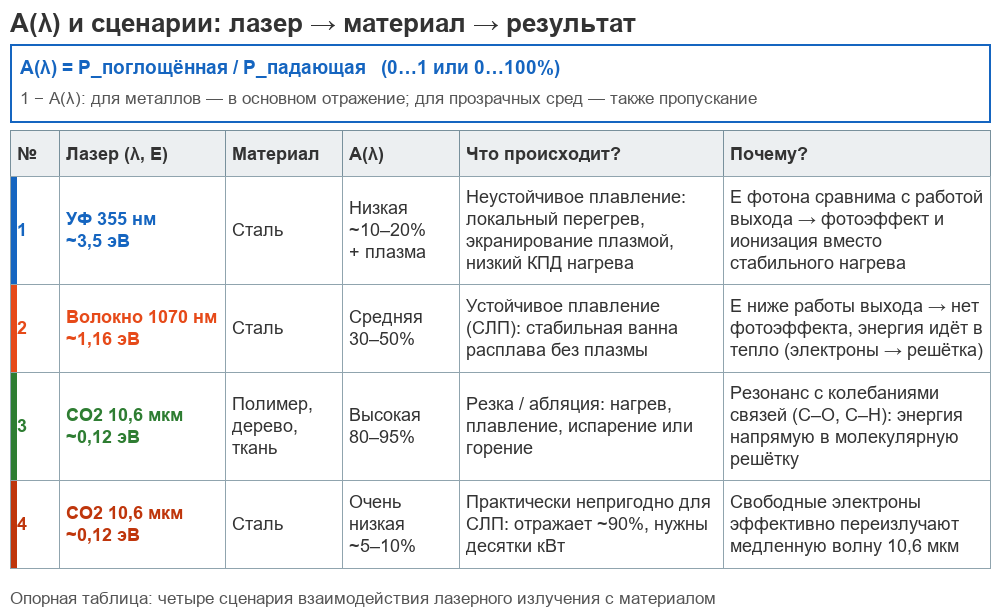 A(λ) и сценарии: лазер → материал → результат
A(λ) = P_поглощённая / P_падающая (0…1 или 0…100%)
1 − A(λ): для металлов — в основном отражение; для прозрачных сред — также пропускание
№ Лазер (λ, E) Материал A(λ) Что происходит? Почему?
1
УФ 355 нм
~3,5 эВ
Сталь
Низкая
~10–20%
+ плазма
Неустойчивое плавление:
локальный перегрев,
экранирование плазмой,
низкий КПД нагрева
E фотона сравнима с работой
выхода → фотоэффект и
ионизация вместо
стабильного нагрева
2
Волокно 1070 нм
~1,16 эВ
Сталь
Средняя
30–50%
Устойчивое плавление
(СЛП): стабильная ванна
расплава без плазмы
E ниже работы выхода → нет
фотоэффекта, энергия идёт в
тепло (электроны → решётка)
3
CO2 10,6 мкм
~0,12 эВ
Полимер,
дерево,
ткань
Высокая
80–95%
Резка / абляция: нагрев,
плавление, испарение или
горение
Резонанс с колебаниями
связей (C–O, C–H): энергия
напрямую в молекулярную
решётку
4
CO2 10,6 мкм
~0,12 эВ
Сталь
Очень
низкая
~5–10%
Практически непригодно для
СЛП: отражает ~90%, нужны
десятки кВт
Свободные электроны
эффективно переизлучают
медленную волну 10,6 мкм
Опорная таблица: четыре сценария взаимодействия лазерного излучения с материалом